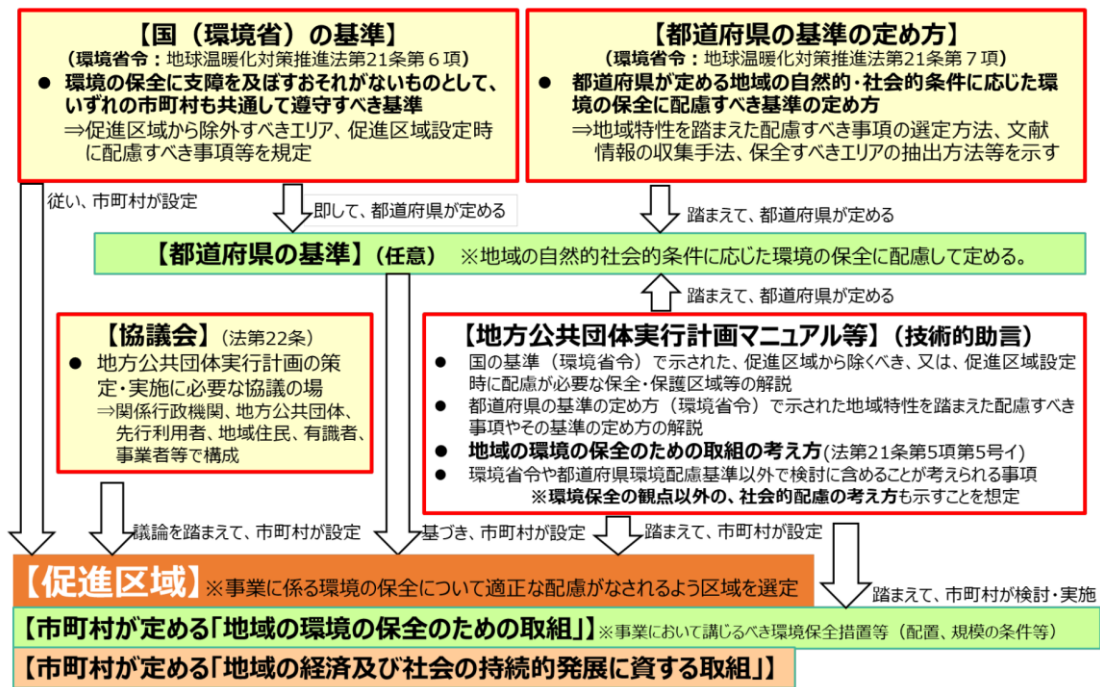 【国（環境省）の基準】
（環境省令：地球温暖化対策推進法第21条第６項）
● 環境の保全に支障を及ぼすおそれがないものとして、
いずれの市町村も共通して遵守すべき基準
⇒促進区域から除外すべきエリア、促進区域設定時
に配慮すべき事項等を規定
【都道府県の基準の定め方】
（環境省令：地球温暖化対策推進法第21条第７項）
● 都道府県が定める地域の自然的・社会的条件に応じた環
境の保全に配慮すべき基準の定め方
⇒地域特性を踏まえた配慮すべき事項の選定方法、文献
情報の収集手法、保全すべきエリアの抽出方法等を示す
従い、市町村が設定
即して、都道府県が定める
踏まえて、都道府県が定める
【都道府県の基準】（任意） ※地域の自然的社会的条件に応じた環境の保全に配慮して定める。
踏まえて、都道府県が定める
【協議会】（法第22条）
● 地方公共団体実行計画の策
定・実施に必要な協議の場
⇒関係行政機関、地方公共団体、
先行利用者、地域住民、有識者、
事業者等で構成
【地方公共団体実行計画マニュアル等】（技術的助言）
● 国の基準（環境省令）で示された、促進区域から除くべき、又は、促進区域設定
時に配慮が必要な保全・保護区域等の解説
● 都道府県の基準の定め方（環境省令）で示された地域特性を踏まえた配慮すべき
事項やその基準の定め方の解説
● 地域の環境の保全のための取組の考え方(法第21条第5項第5号イ)
● 環境省令や都道府県環境配慮基準以外で検討に含めることが考えられる事項
※環境保全の観点以外の、社会的配慮の考え方も示すことを想定
議論を踏まえて、市町村が設定
基づき、市町村が設定
踏まえて、市町村が設定
踏まえて、市町村が検討・実施
【促進区域】※事業に係る環境の保全について適正な配慮がなされるよう区域を選定
【市町村が定める「地域の環境の保全のための取組」】※事業において講じるべき環境保全措置等（配置、規模の条件等）
【市町村が定める「地域の経済及び社会の持続的発展に資する取組」】